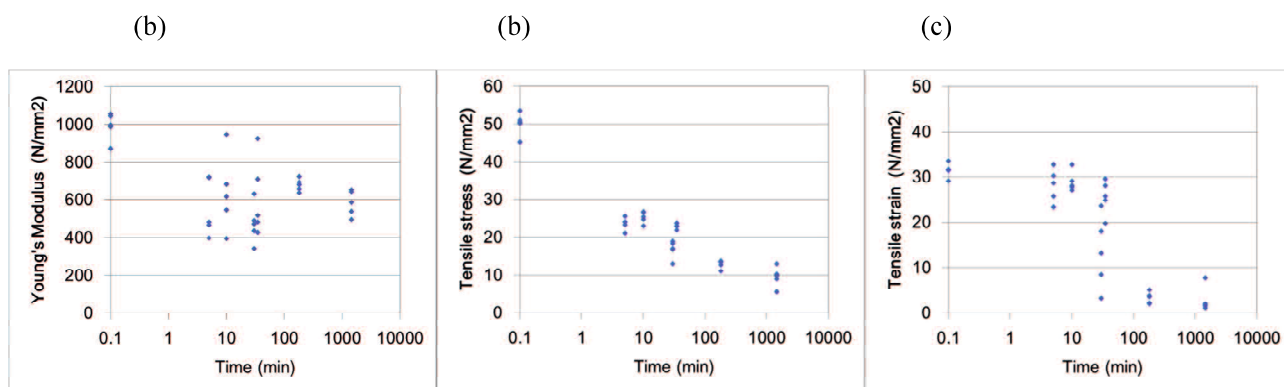 (b)
(b)
(c)
Young's Modulus (N/mm2)
1200
1000
800
600
400
200
0
0.1 1 10 100 1000 10000
Time (min)
Tensile stress (N/mm2)
60
50
40
30
20
10
0
0.1 1 10 100 1000 10000
Time (min)
Tensile strain (N/mm2)
50
40
30
20
10
0
0.1 1 10 100 1000 10000
Time (min)